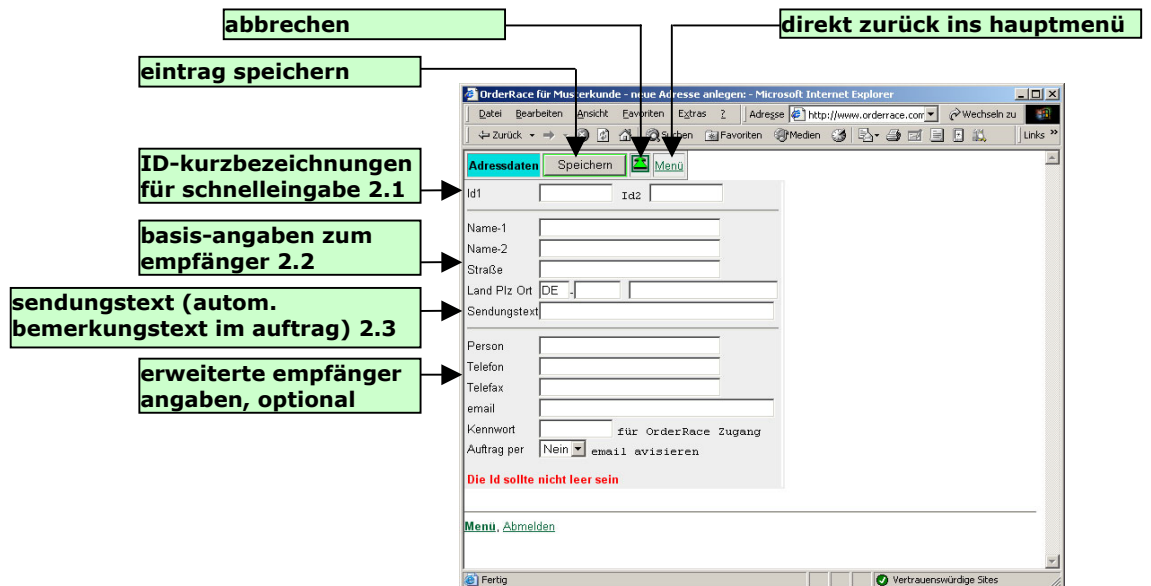 abbrechen
direkt zurück ins hauptmenü
eintrag speichern
OrderRace für Musterkunde - neue Adresse anlegen: - Microsoft Internet Explorer
Datei Bearbeiten Ansicht Favoriten Extras ? Adresse http://www.orderrace.com Wechseln zu
Zurück Suchen Favoriten Medien Links »
ID-kurzbezeichnungen
für schnelleingabe 2.1
Adressdaten Speichern Menü
Id1 Id2
basis-angaben zum
empfänger 2.2
Name-1
Name-2
Straße
Land Plz Ort DE -
sendungstext (autom.
bemerkungstext im auftrag) 2.3
Sendungstext
erweiterte empfänger
angaben, optional
Person
Telefon
Telefax
email
Kennwort für OrderRace Zugang
Auftrag per Nein email avisieren
Die Id sollte nicht leer sein
Menü, Abmelden
Fertig Vertrauenswürdige Sites